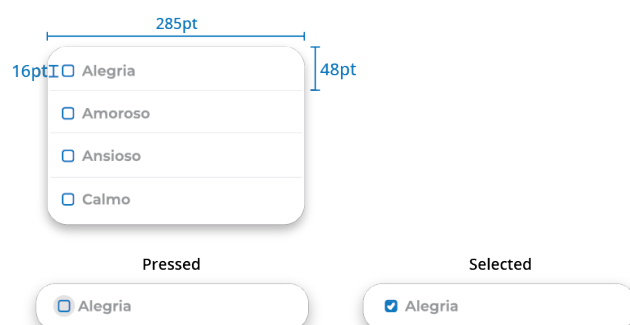 285pt
16pt
Alegria
48pt
Amoroso
Ansioso
Calmo
Pressed
Selected
Alegria
Alegria